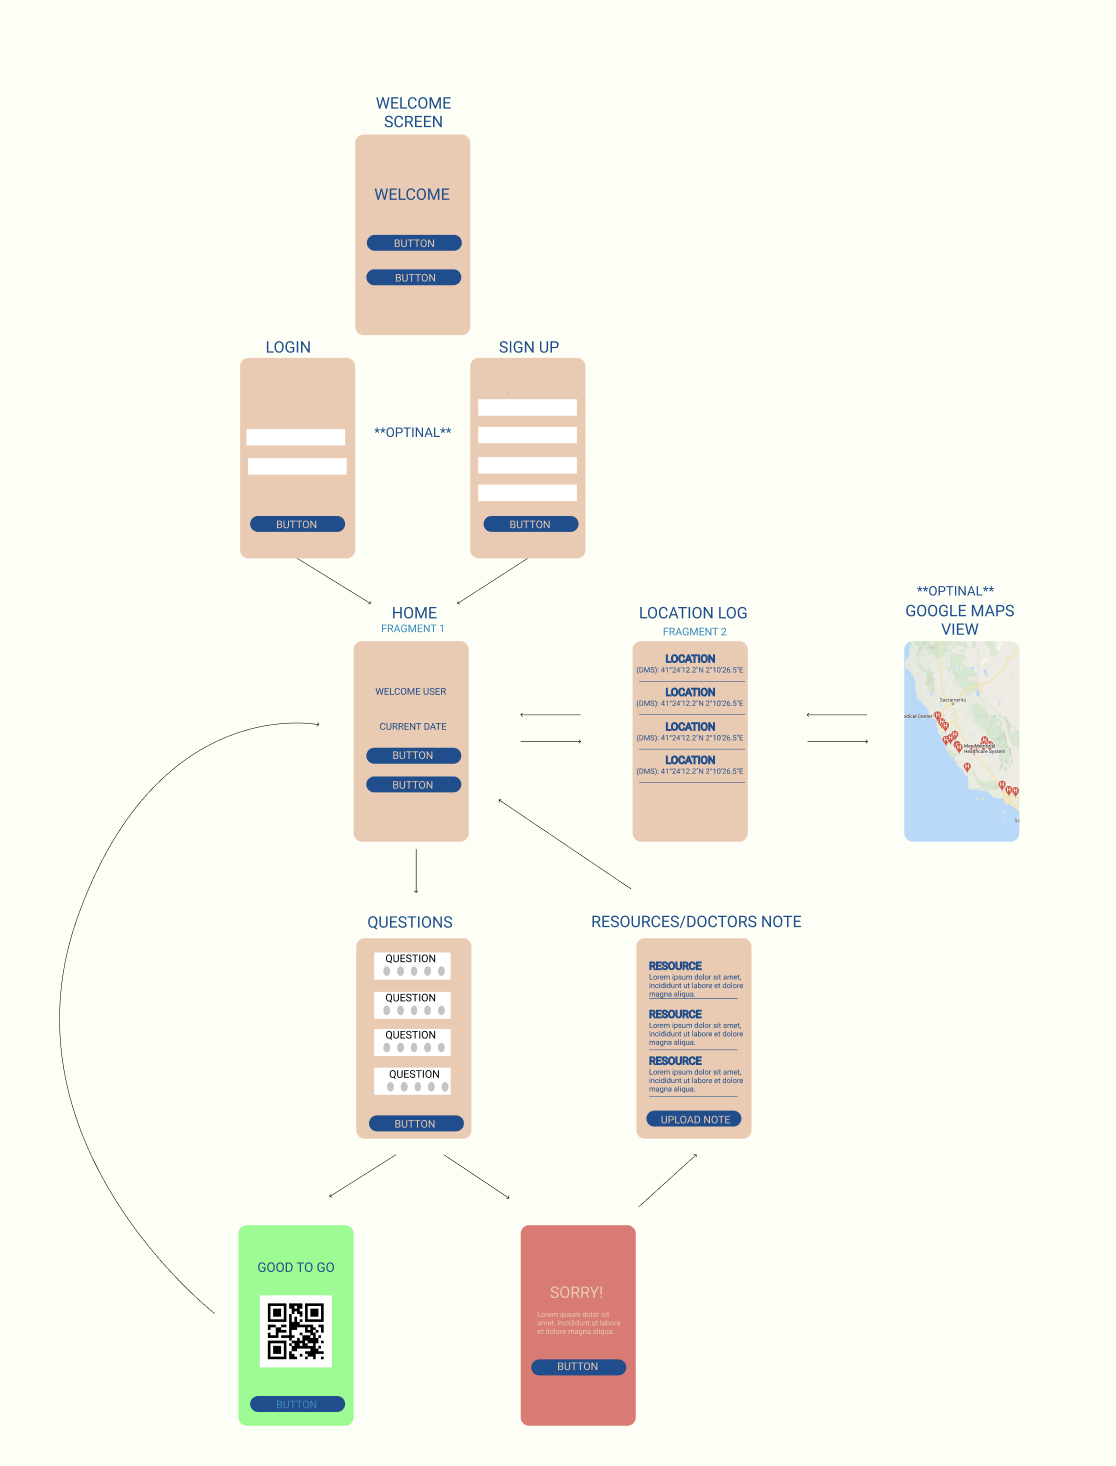 WELCOME
SCREEN
WELCOME
BUTTON
BUTTON
LOGIN
SIGN UP
**OPTINAL**
BUTTON
BUTTON
**OPTINAL**
GOOGLE MAPS
VIEW
HOME
FRAGMENT 1
LOCATION LOG
FRAGMENT 2
WELCOME USER
CURRENT DATE
BUTTON
BUTTON
LOCATION
(DMS): 41°24'12.2"N 2°10'26.5"E
LOCATION
(DMS): 41°24'12.2"N 2°10'26.5"E
LOCATION
(DMS): 41°24'12.2"N 2°10'26.5"E
LOCATION
(DMS): 41°24'12.2"N 2°10'26.5"E
Sacramento
edical Center
Healthcare System
QUESTIONS
QUESTION
QUESTION
QUESTION
QUESTION
BUTTON
RESOURCES/DOCTORS NOTE
RESOURCE
Lorem ipsum dolor sit amet,
incididunt ut labore et dolore
magna aliqua.
RESOURCE
Lorem ipsum dolor sit amet,
incididunt ut labore et dolore
magna aliqua.
RESOURCE
Lorem ipsum dolor sit amet,
incididunt ut labore et dolore
magna aliqua.
UPLOAD NOTE
GOOD TO GO
BUTTON
SORRY!
Lorem ipsum dolor sit
amet, incididunt ut labore
et dolore magna aliqua.
BUTTON